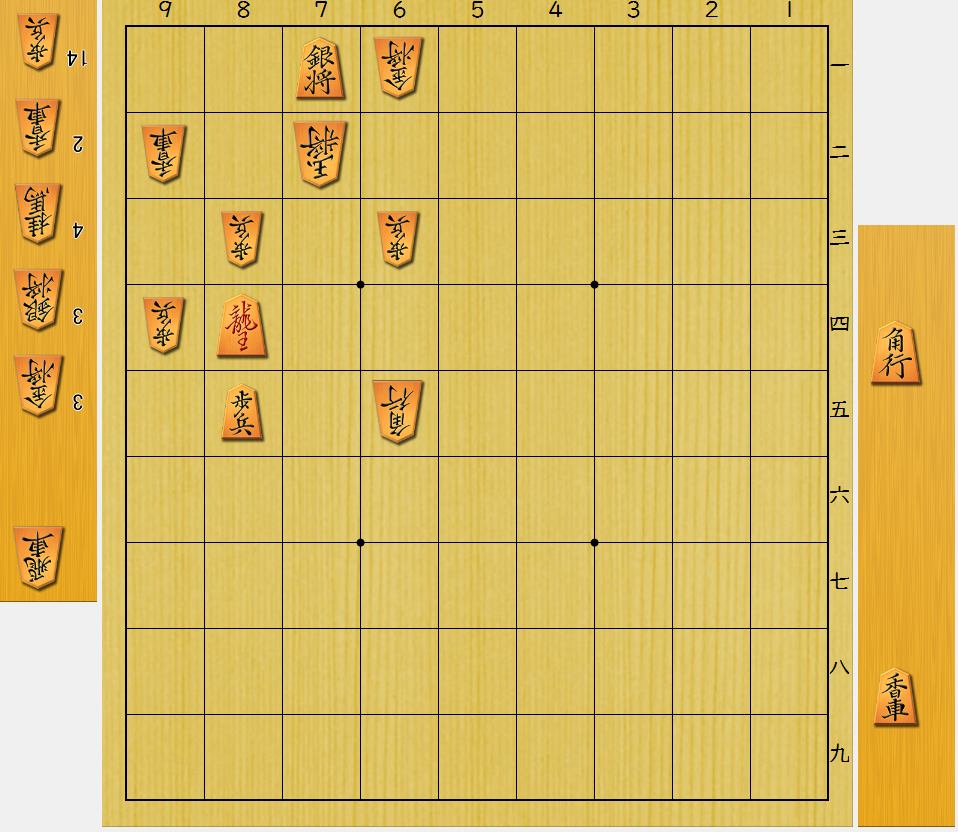 9 8 7 6 5 4 3 2 1
歩兵 14
香車 2
桂馬 4
銀将 3
金将 3
飛車
銀将 金将 一
香車 玉将 二
歩兵 歩兵 三
歩兵 龍王 四
歩兵 角行 五
六
七
八
九
角行
香車